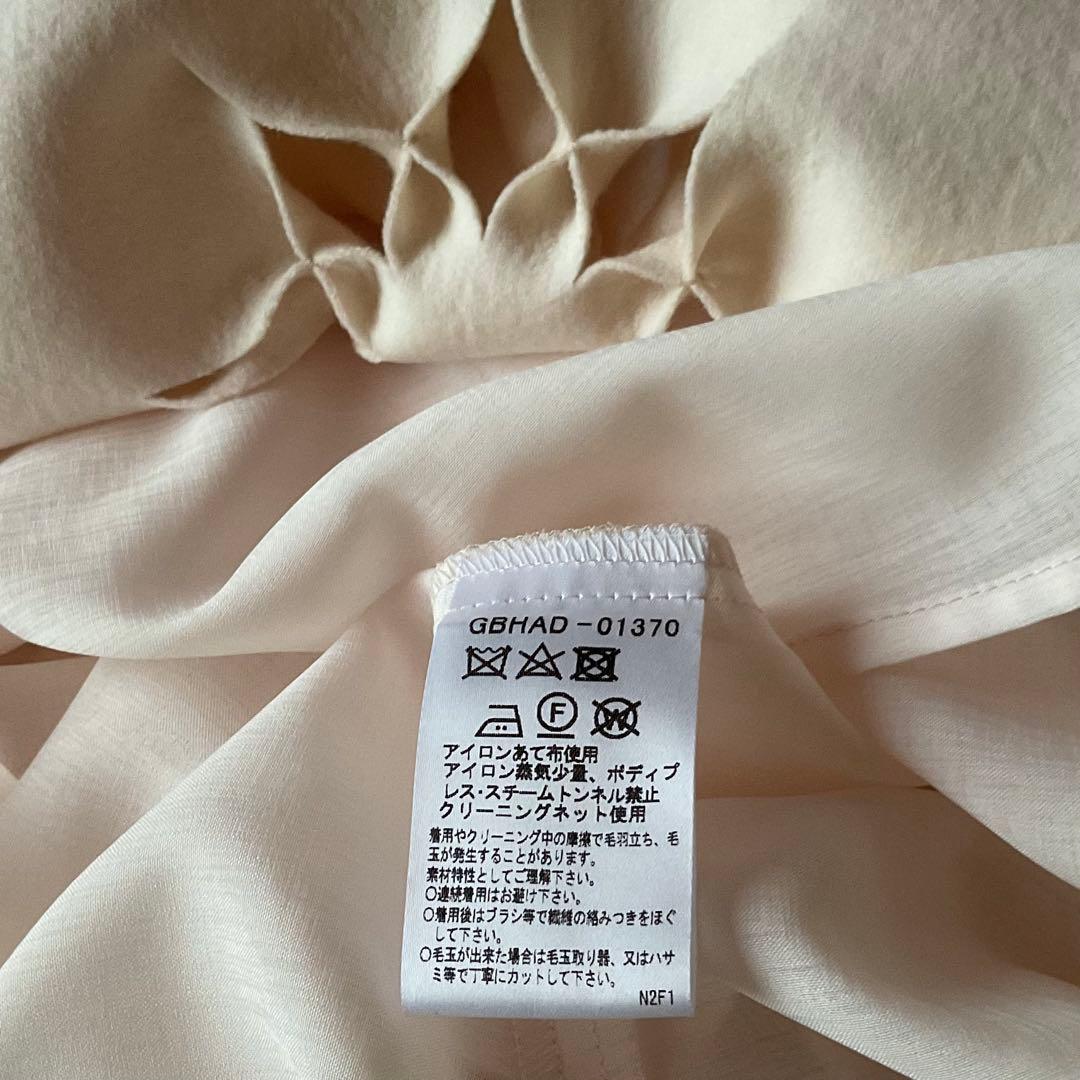 GBHAD-01370
F W
アイロンあて布使用
アイロン蒸気少量、ボディプ
レス・スチームトンネル禁止
クリーニングネット使用
着用やクリーニング中の摩擦で毛羽立ち、毛
玉が発生することがあります。
素材特性としてご理解下さい。
○連続着用はお避け下さい。
○着用後はブラシ等で繊維の絡みつきをほぐ
して下さい。
○毛玉が出来た場合は毛玉取り器、又はハサ
ミ等で丁寧にカットして下さい。
N2F1